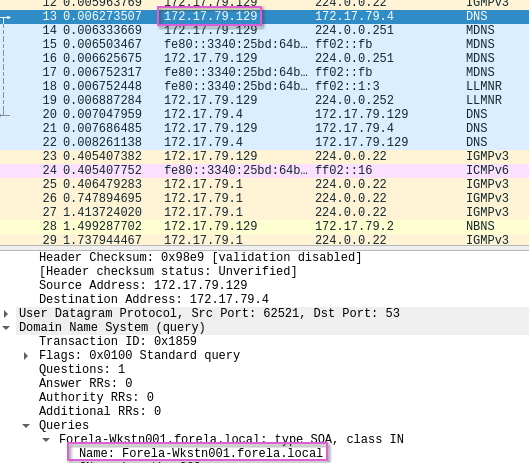 12 0.005963769 172.17.79.129 224.0.0.22 IGMPv3
13 0.006273507 172.17.79.129 172.17.79.4 DNS
14 0.006333669 172.17.79.129 224.0.0.251 MDNS
15 0.006503467 fe80::3340:25bd:64b… ff02::fb MDNS
16 0.006625675 172.17.79.129 224.0.0.251 MDNS
17 0.006752317 fe80::3340:25bd:64b… ff02::fb MDNS
18 0.006752448 fe80::3340:25bd:64b… ff02::1:3 LLMNR
19 0.006887284 172.17.79.129 224.0.0.252 LLMNR
20 0.007047959 172.17.79.4 172.17.79.129 DNS
21 0.007686485 172.17.79.129 172.17.79.4 DNS
22 0.008261138 172.17.79.4 172.17.79.129 DNS
23 0.405407382 172.17.79.129 224.0.0.22 IGMPv3
24 0.405407752 fe80::3340:25bd:64b… ff02::16 ICMPv6
25 0.406479283 172.17.79.1 224.0.0.22 IGMPv3
26 0.747894695 172.17.79.1 224.0.0.22 IGMPv3
27 1.413724020 172.17.79.1 224.0.0.22 IGMPv3
28 1.499287702 172.17.79.129 172.17.79.2 NBNS
29 1.737944467 172.17.79.1 224.0.0.22 IGMPv3
Header Checksum: 0x98e9 [validation disabled]
[Header checksum status: Unverified]
Source Address: 172.17.79.129
Destination Address: 172.17.79.4
User Datagram Protocol, Src Port: 62521, Dst Port: 53
Domain Name System (query)
Transaction ID: 0x1859
Flags: 0x0100 Standard query
Questions: 1
Answer RRs: 0
Authority RRs: 0
Additional RRs: 0
Queries
Forela-Wkstn001.forela.local: type SOA, class IN
Name: Forela-Wkstn001.forela.local